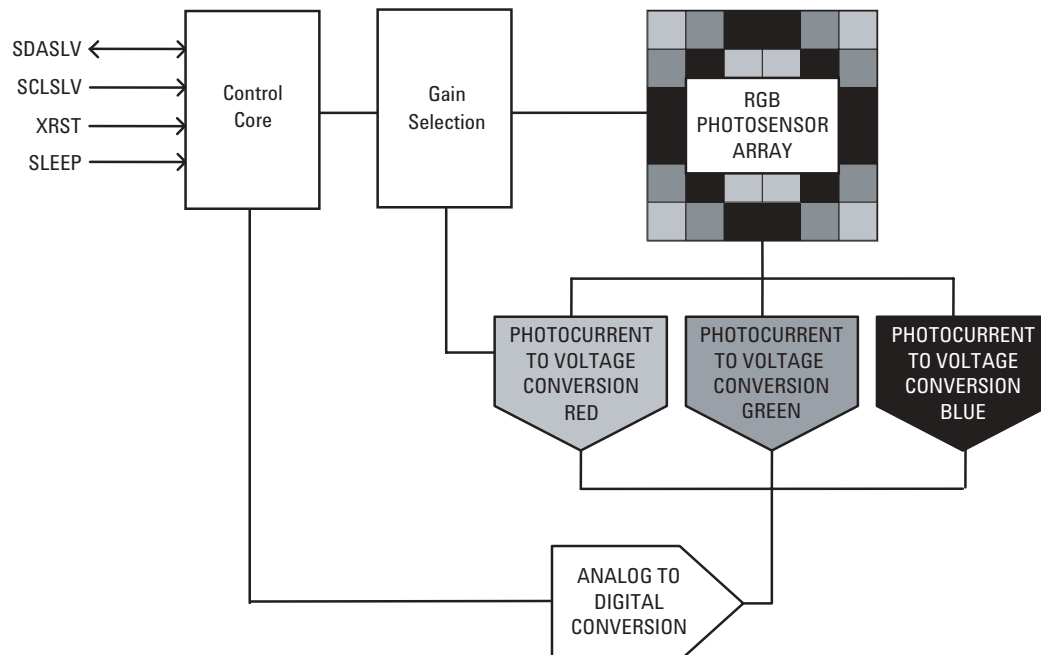 SDASLV
SCLSLV
XRST
SLEEP
Control
Core
Gain
Selection
RGB
PHOTOSENSOR
ARRAY
PHOTOCURRENT
TO VOLTAGE
CONVERSION
RED
PHOTOCURRENT
TO VOLTAGE
CONVERSION
GREEN
PHOTOCURRENT
TO VOLTAGE
CONVERSION
BLUE
ANALOG TO
DIGITAL
CONVERSION